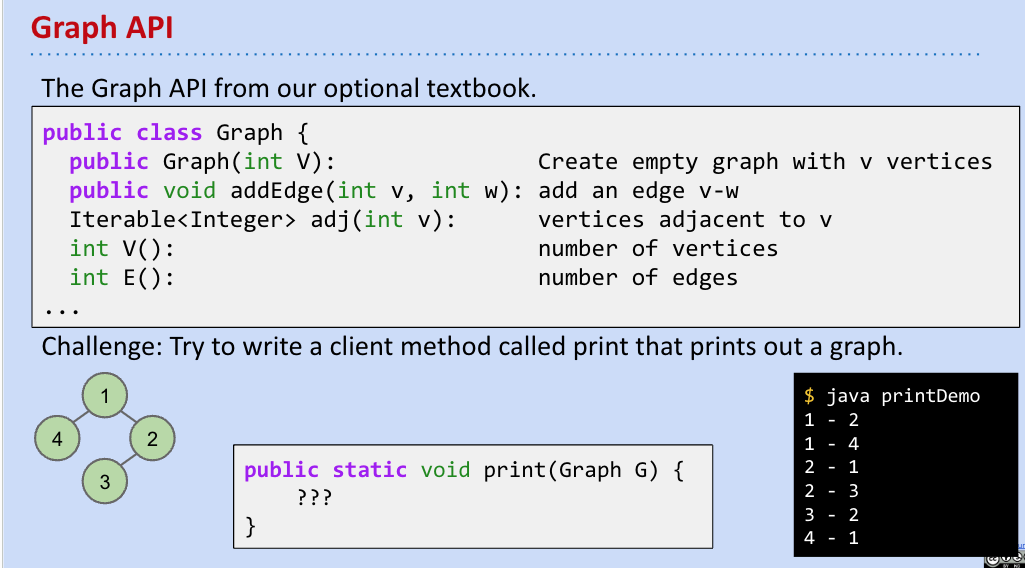 Graph API
The Graph API from our optional textbook.
public class Graph {
public Graph(int V): Create empty graph with v vertices
public void addEdge(int v, int w): add an edge v-w
Iterable<Integer> adj(int v): vertices adjacent to v
int V(): number of vertices
int E(): number of edges
...
Challenge: Try to write a client method called print that prints out a graph.
1
4
2
3
public static void print(Graph G) {
???
}
$ java printDemo
1 - 2
1 - 4
2 - 1
2 - 3
3 - 2
4 - 1